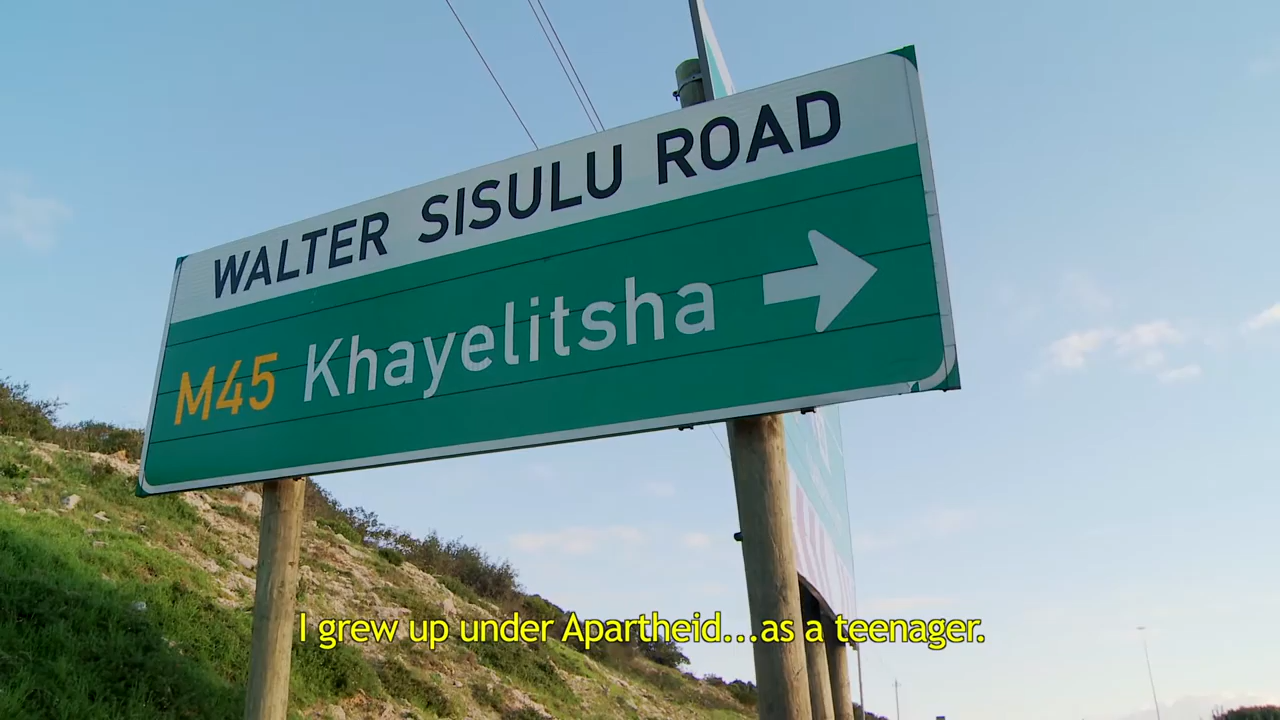 WALTER SISULU ROAD
M45 Khayelitsha
I grew up under Apartheid...as a teenager.